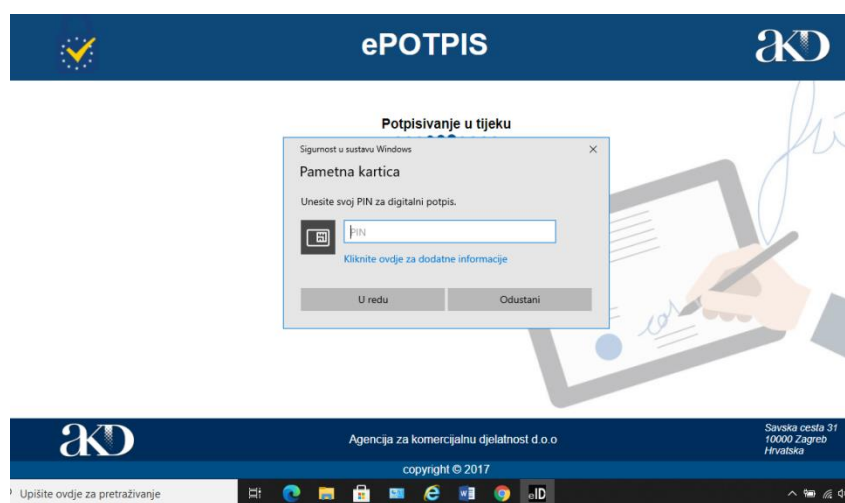 ePOTPIS
AKD
Potpisivanje u tijeku
Sigurnost u sustavu Windows
Pametna kartica
Unesite svoj PIN za digitalni potpis.
PIN
Kliknite ovdje za dodatne informacije
U redu
Odustani
AKD
Agencija za komercijalnu djelatnost d.o.o
Savska cesta 31
10000 Zagreb
Hrvatska
copyright © 2017
Upišite ovdje za pretraživanje
eID